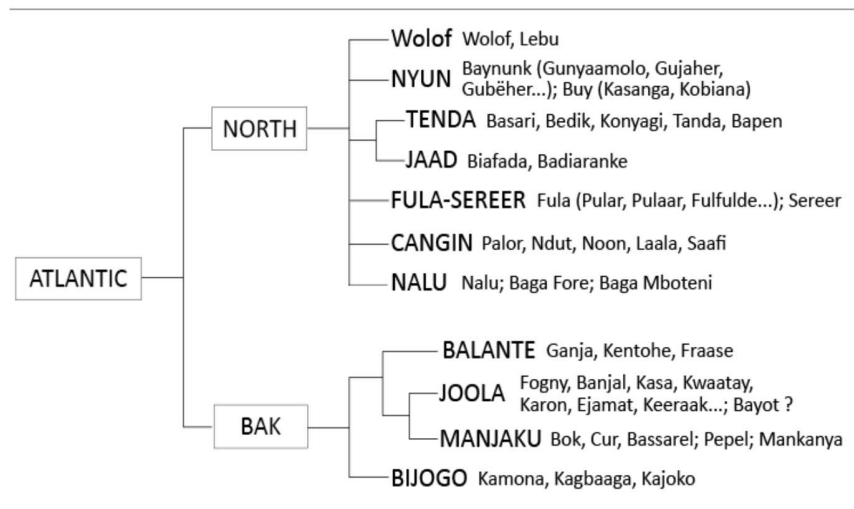 Wolof Wolof, Lebu
NYUN Baynunk (Gunyaamolo, Gujaher,
Gubëher...); Buy (Kasanga, Kobiana)
NORTH
TENDA Basari, Bedik, Konyagi, Tanda, Bapen
JAAD Biafada, Badiaranke
FULA-SEREER Fula (Pular, Pulaar, Fulfulde...); Sereer
CANGIN Palor, Ndut, Noon, Laala, Saafi
ATLANTIC
NALU Nalu; Baga Fore; Baga Mboteni
BALANTE Ganja, Kentohe, Fraase
JOOLA Fogny, Banjal, Kasa, Kwaatay,
Karon, Ejamat, Keeraak...; Bayot ?
BAK
MANJAKU Bok, Cur, Bassarel; Pepel; Mankanya
BIJOGO Kamona, Kagbaaga, Kajoko